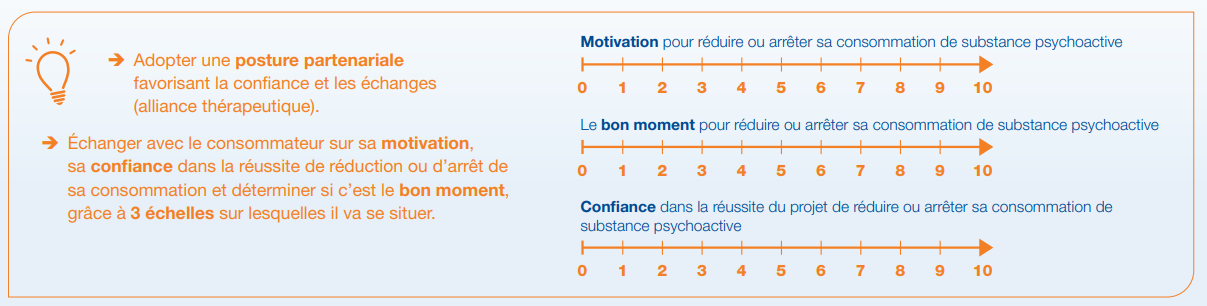 ➔ Adopter une posture partenariale
favorisant la confiance et les échanges
(alliance thérapeutique).
➔ Échanger avec le consommateur sur sa motivation,
sa confiance dans la réussite de réduction ou d’arrêt de
sa consommation et déterminer si c’est le bon moment,
grâce à 3 échelles sur lesquelles il va se situer.
Motivation pour réduire ou arrêter sa consommation de substance psychoactive
0 1 2 3 4 5 6 7 8 9 10
Le bon moment pour réduire ou arrêter sa consommation de substance psychoactive
0 1 2 3 4 5 6 7 8 9 10
Confiance dans la réussite du projet de réduire ou arrêter sa consommation de
substance psychoactive
0 1 2 3 4 5 6 7 8 9 10